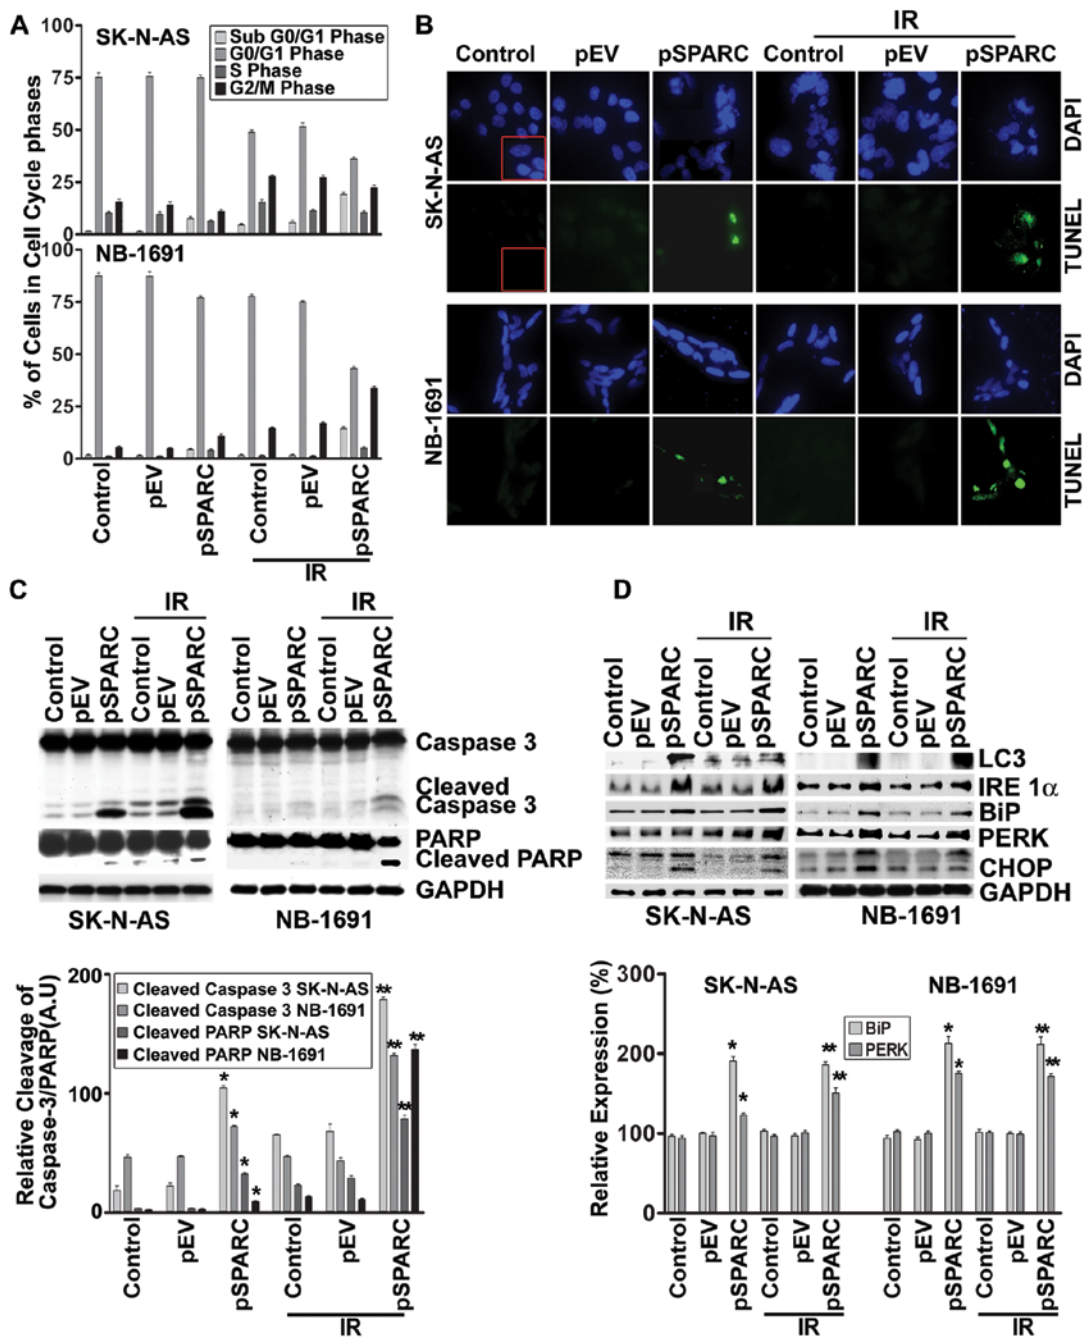 A
100
75
50
25
0
SK-N-AS
Sub G0/G1 Phase
G0/G1 Phase
S Phase
G2/M Phase
100
75
50
25
0
NB-1691
% of Cells in Cell Cycle phases
Control
pEV
pSPARC
Control
pEV
pSPARC
IR
B
IR
Control pEV pSPARC Control pEV pSPARC
SK-N-AS
DAPI
TUNEL
NB-1691
DAPI
TUNEL
C
IR
IR
Control
pEV
pSPARC
Control
pEV
pSPARC
Control
pEV
pSPARC
Control
pEV
pSPARC
Caspase 3
Cleaved
Caspase 3
PARP
Cleaved PARP
GAPDH
SK-N-AS NB-1691
200
100
0
Relative Cleavage of
Caspase-3/PARP(A.U)
Cleaved Caspase 3 SK-N-AS
Cleaved Caspase 3 NB-1691
Cleaved PARP SK-N-AS
Cleaved PARP NB-1691
* * * *
** ** ** **
Control
pEV
pSPARC
Control
pEV
pSPARC
IR
D
IR
IR
Control
pEV
pSPARC
Control
pEV
pSPARC
Control
pEV
pSPARC
Control
pEV
pSPARC
LC3
IRE 1α
BiP
PERK
CHOP
GAPDH
SK-N-AS NB-1691
300
200
100
0
Relative Expression (%)
SK-N-AS NB-1691
BiP
PERK
* * ** ** * * ** **
Control
pEV
pSPARC
Control
pEV
pSPARC
IR
Control
pEV
pSPARC
Control
pEV
pSPARC
IR